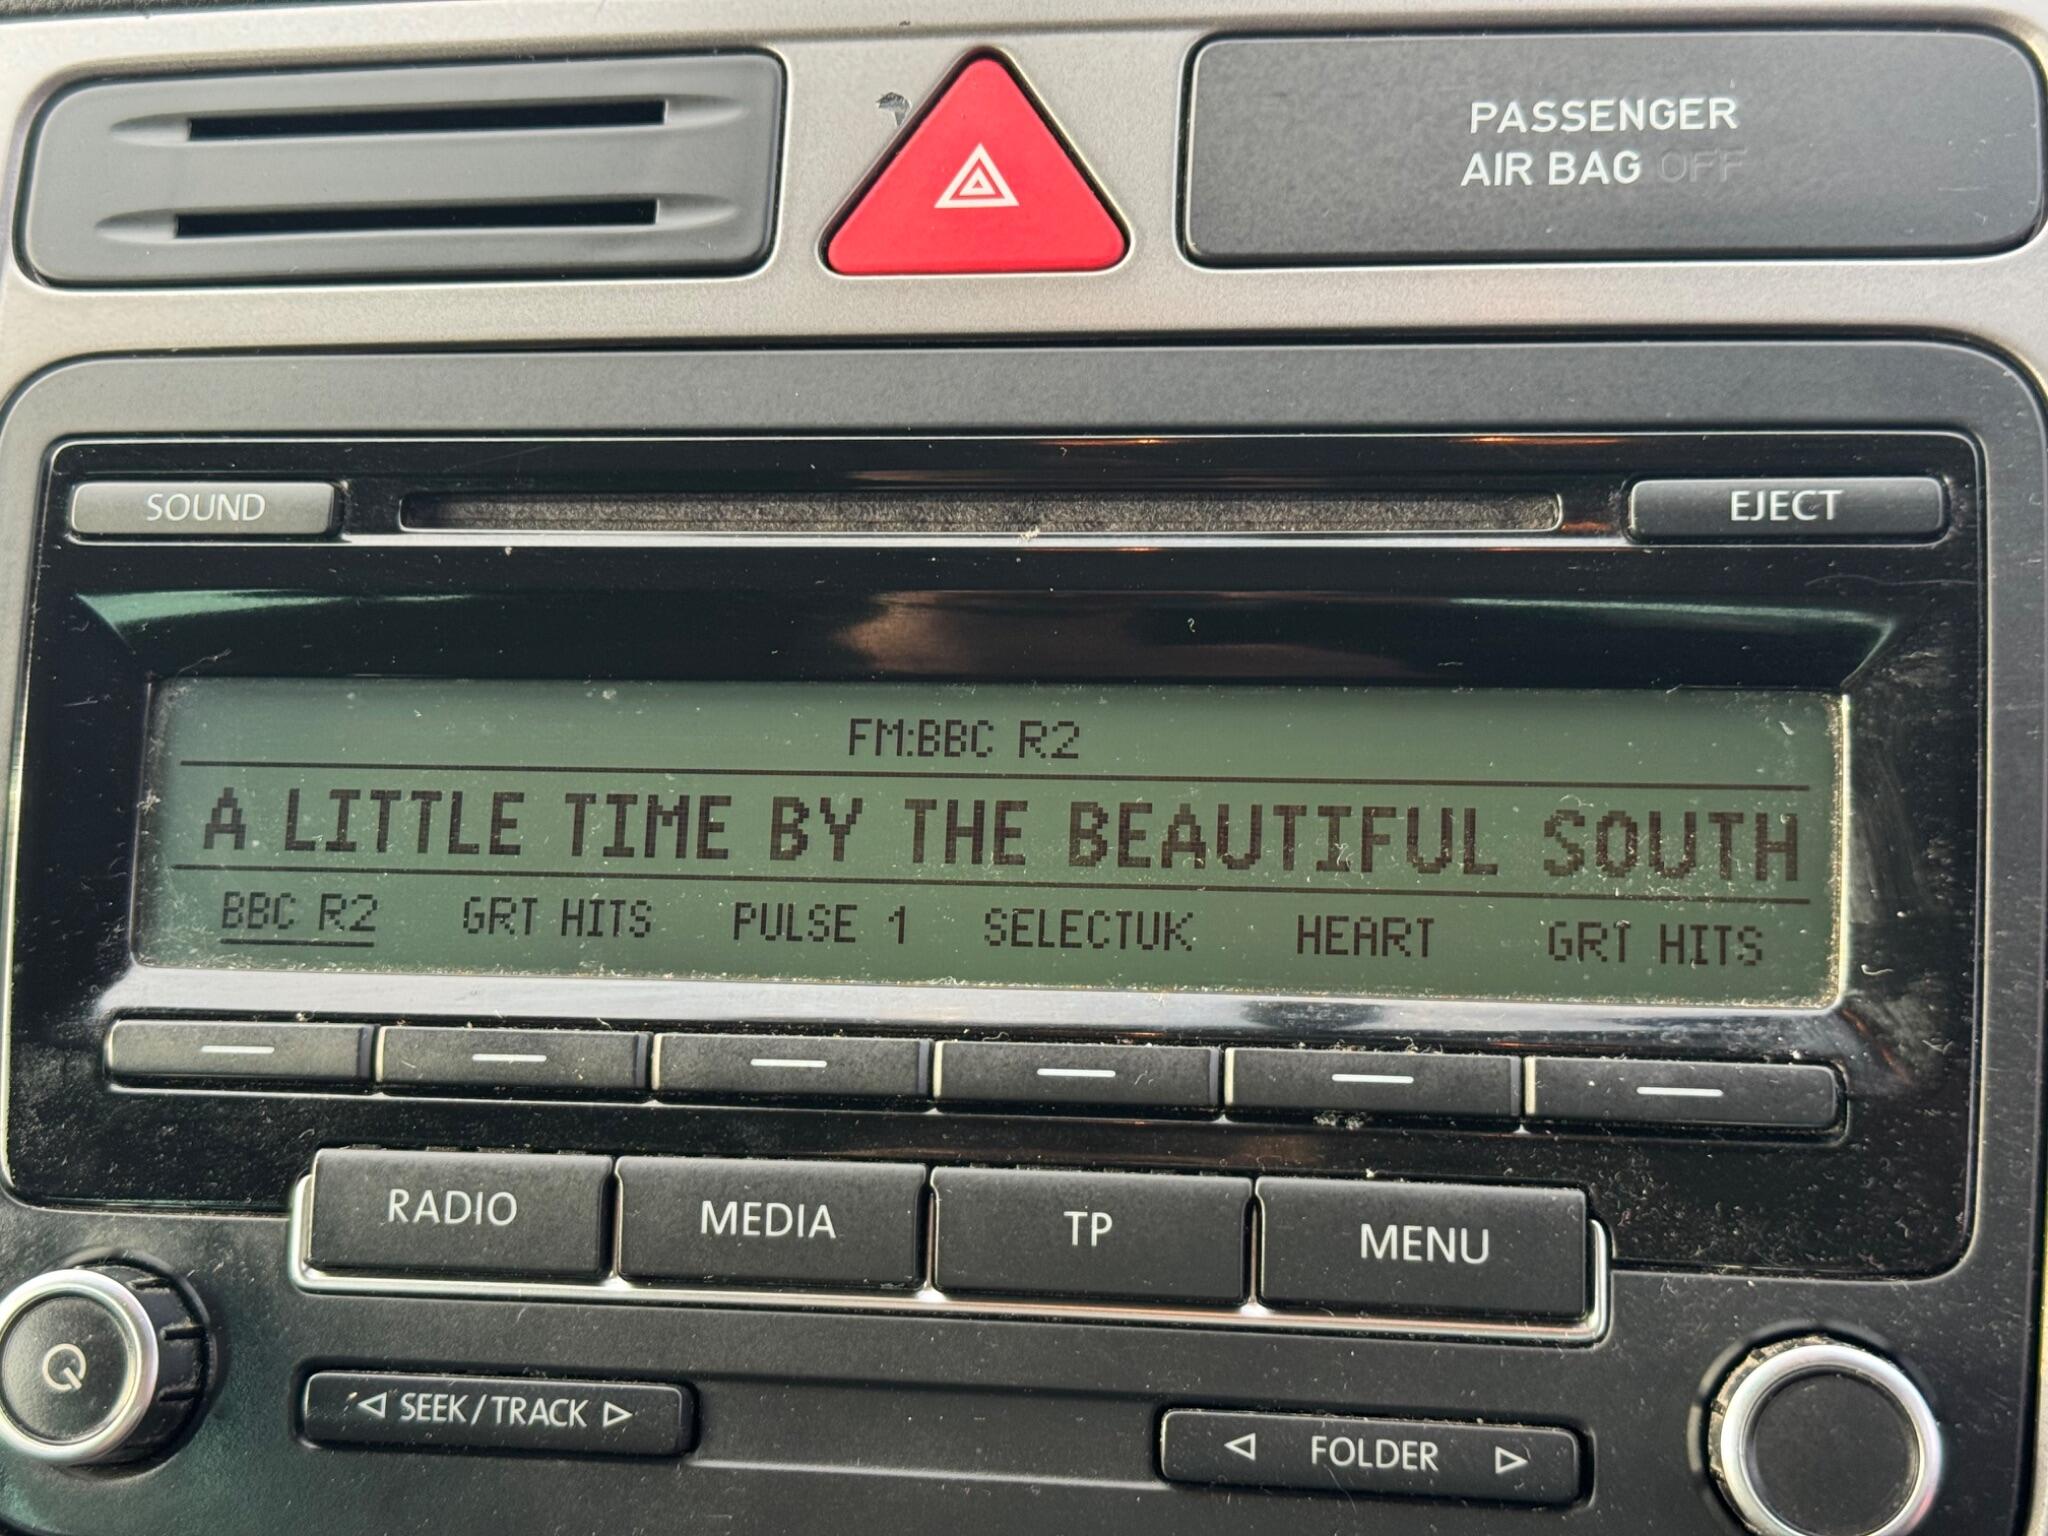 PASSENGER
AIR BAG OFF
SOUND
EJECT
FM:BBC R2
A LITTLE TIME BY THE BEAUTIFUL SOUTH
BBC R2 GRT HITS PULSE 1 SELECTUK HEART GRT HITS
RADIO MEDIA TP MENU
SEEK/TRACK
FOLDER